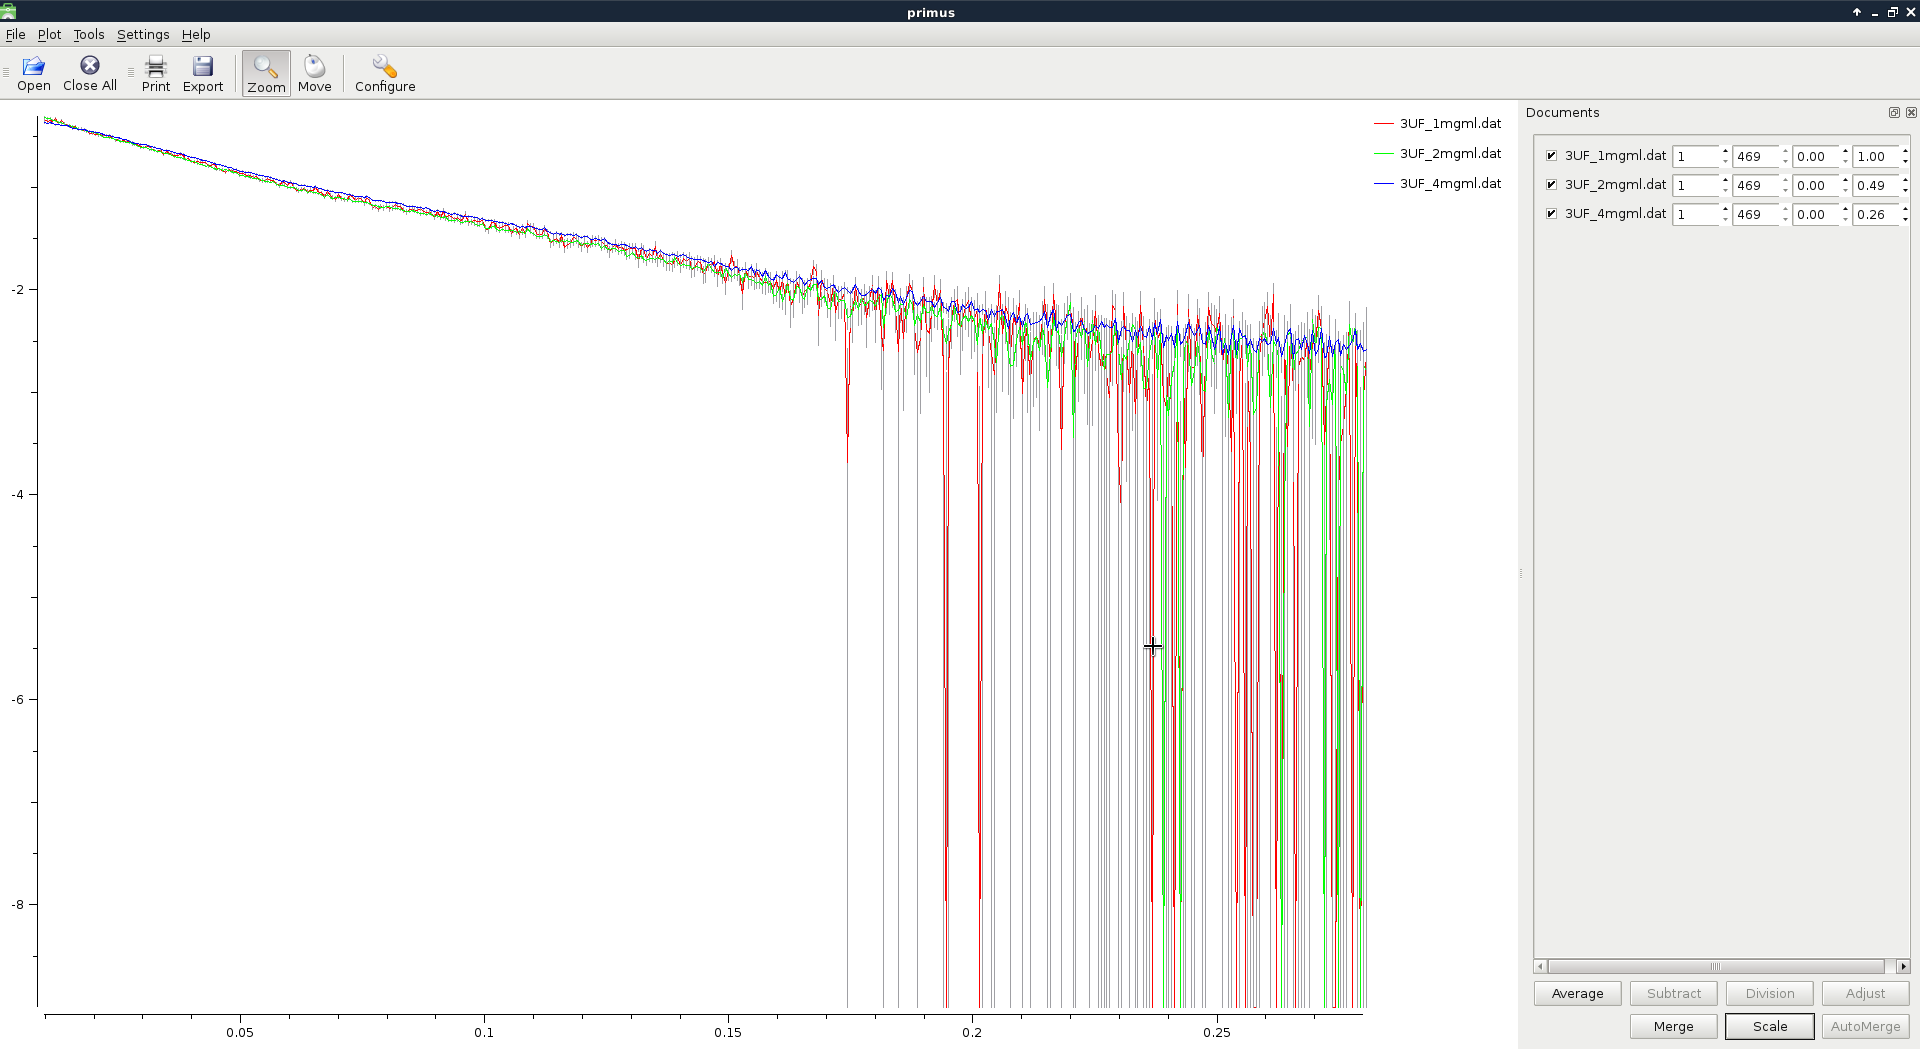 primus
File Plot Tools Settings Help
Open Close All Print Export Zoom Move Configure
3UF_1mgml.dat
3UF_2mgml.dat
3UF_4mgml.dat
-2
-4
-6
-8
0.05 0.1 0.15 0.2 0.25
Documents
3UF_1mgml.dat 1 469 0.00 1.00
3UF_2mgml.dat 1 469 0.00 0.49
3UF_4mgml.dat 1 469 0.00 0.26
Average Subtract Division Adjust
Merge Scale AutoMerge